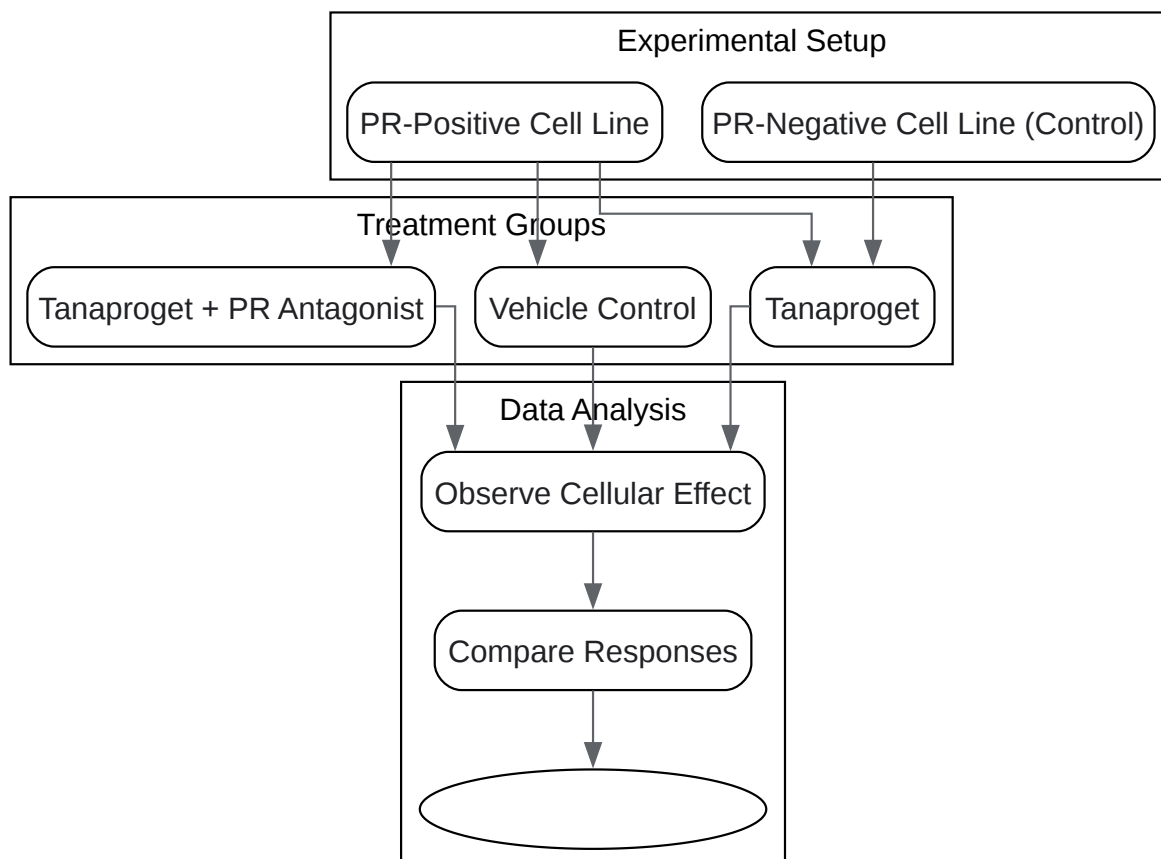 Experimental Setup
PR-Positive Cell Line
PR-Negative Cell Line (Control)
Treatment Groups
Tanaproget + PR Antagonist
Vehicle Control
Tanaproget
Data Analysis
Observe Cellular Effect
Compare Responses